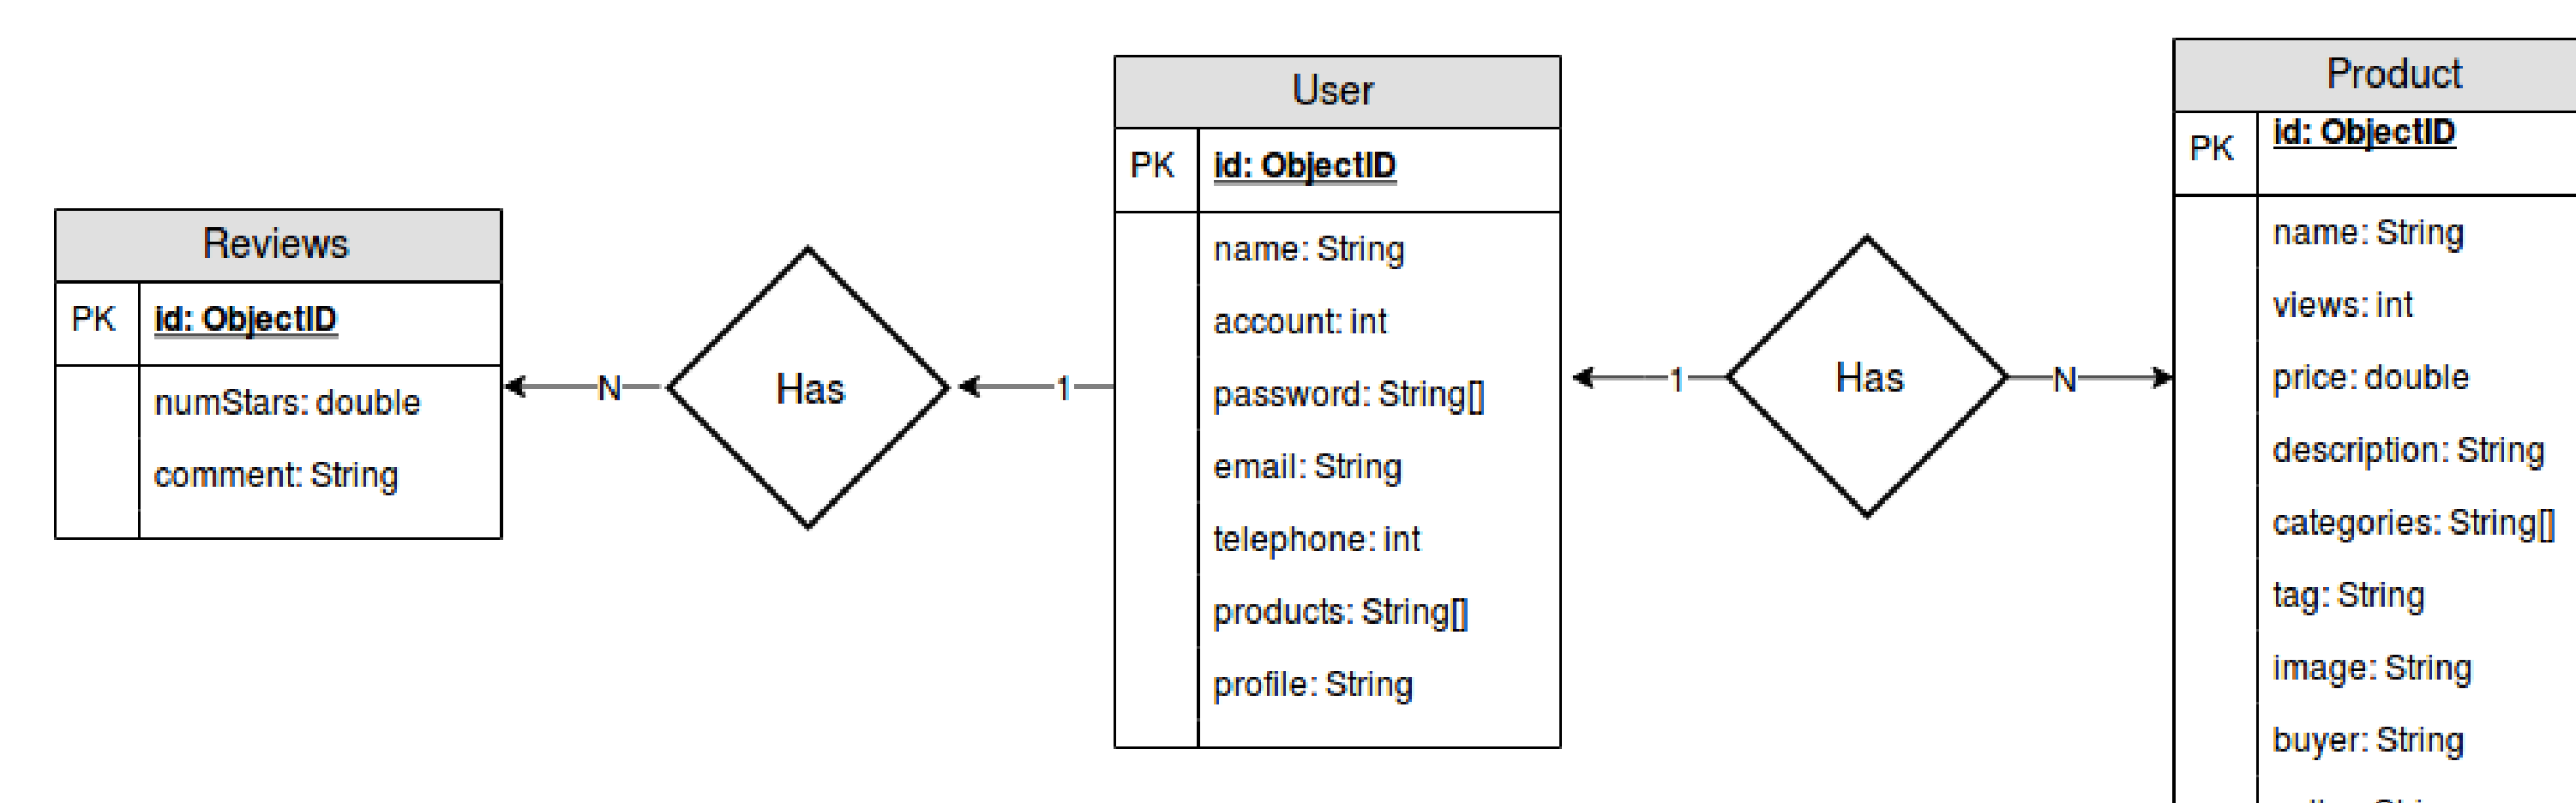 Reviews
PK
id: ObjectID
numStars: double
comment: String
N
Has
1
User
PK
id: ObjectID
name: String
account: int
password: String[]
email: String
telephone: int
products: String[]
profile: String
1
Has
N
Product
PK
id: ObjectID
name: String
views: int
price: double
description: String
categories: String[]
tag: String
image: String
buyer: String